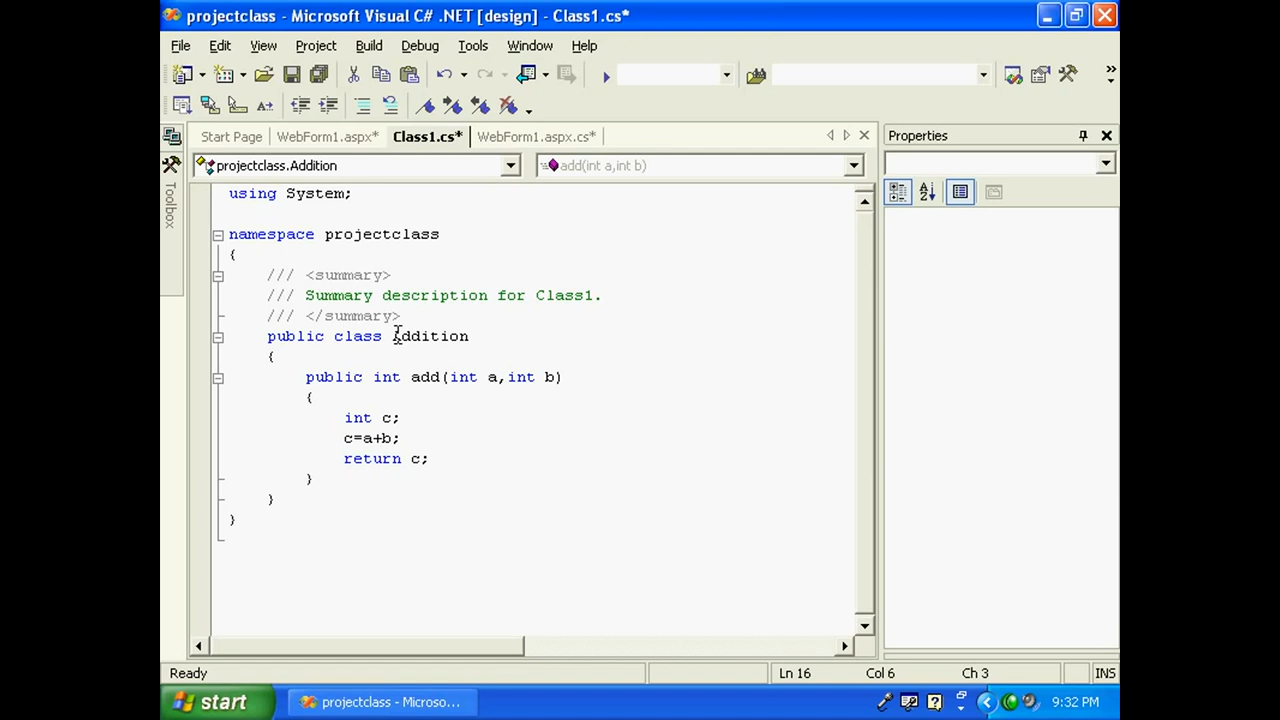 projectclass - Microsoft Visual C# .NET [design] - Class1.cs*
File Edit View Project Build Debug Tools Window Help
Start Page WebForm1.aspx* Class1.cs* WebForm1.aspx.cs*
Properties
projectclass.Addition add(int a,int b)
Toolbox
using System;
namespace projectclass
{
/// <summary>
/// Summary description for Class1.
/// </summary>
public class Addition
{
public int add(int a,int b)
{
int c;
c=a+b;
return c;
}
}
}
Ready Ln 16 Col 6 Ch 3 INS
start projectclass - Microso... 9:32 PM